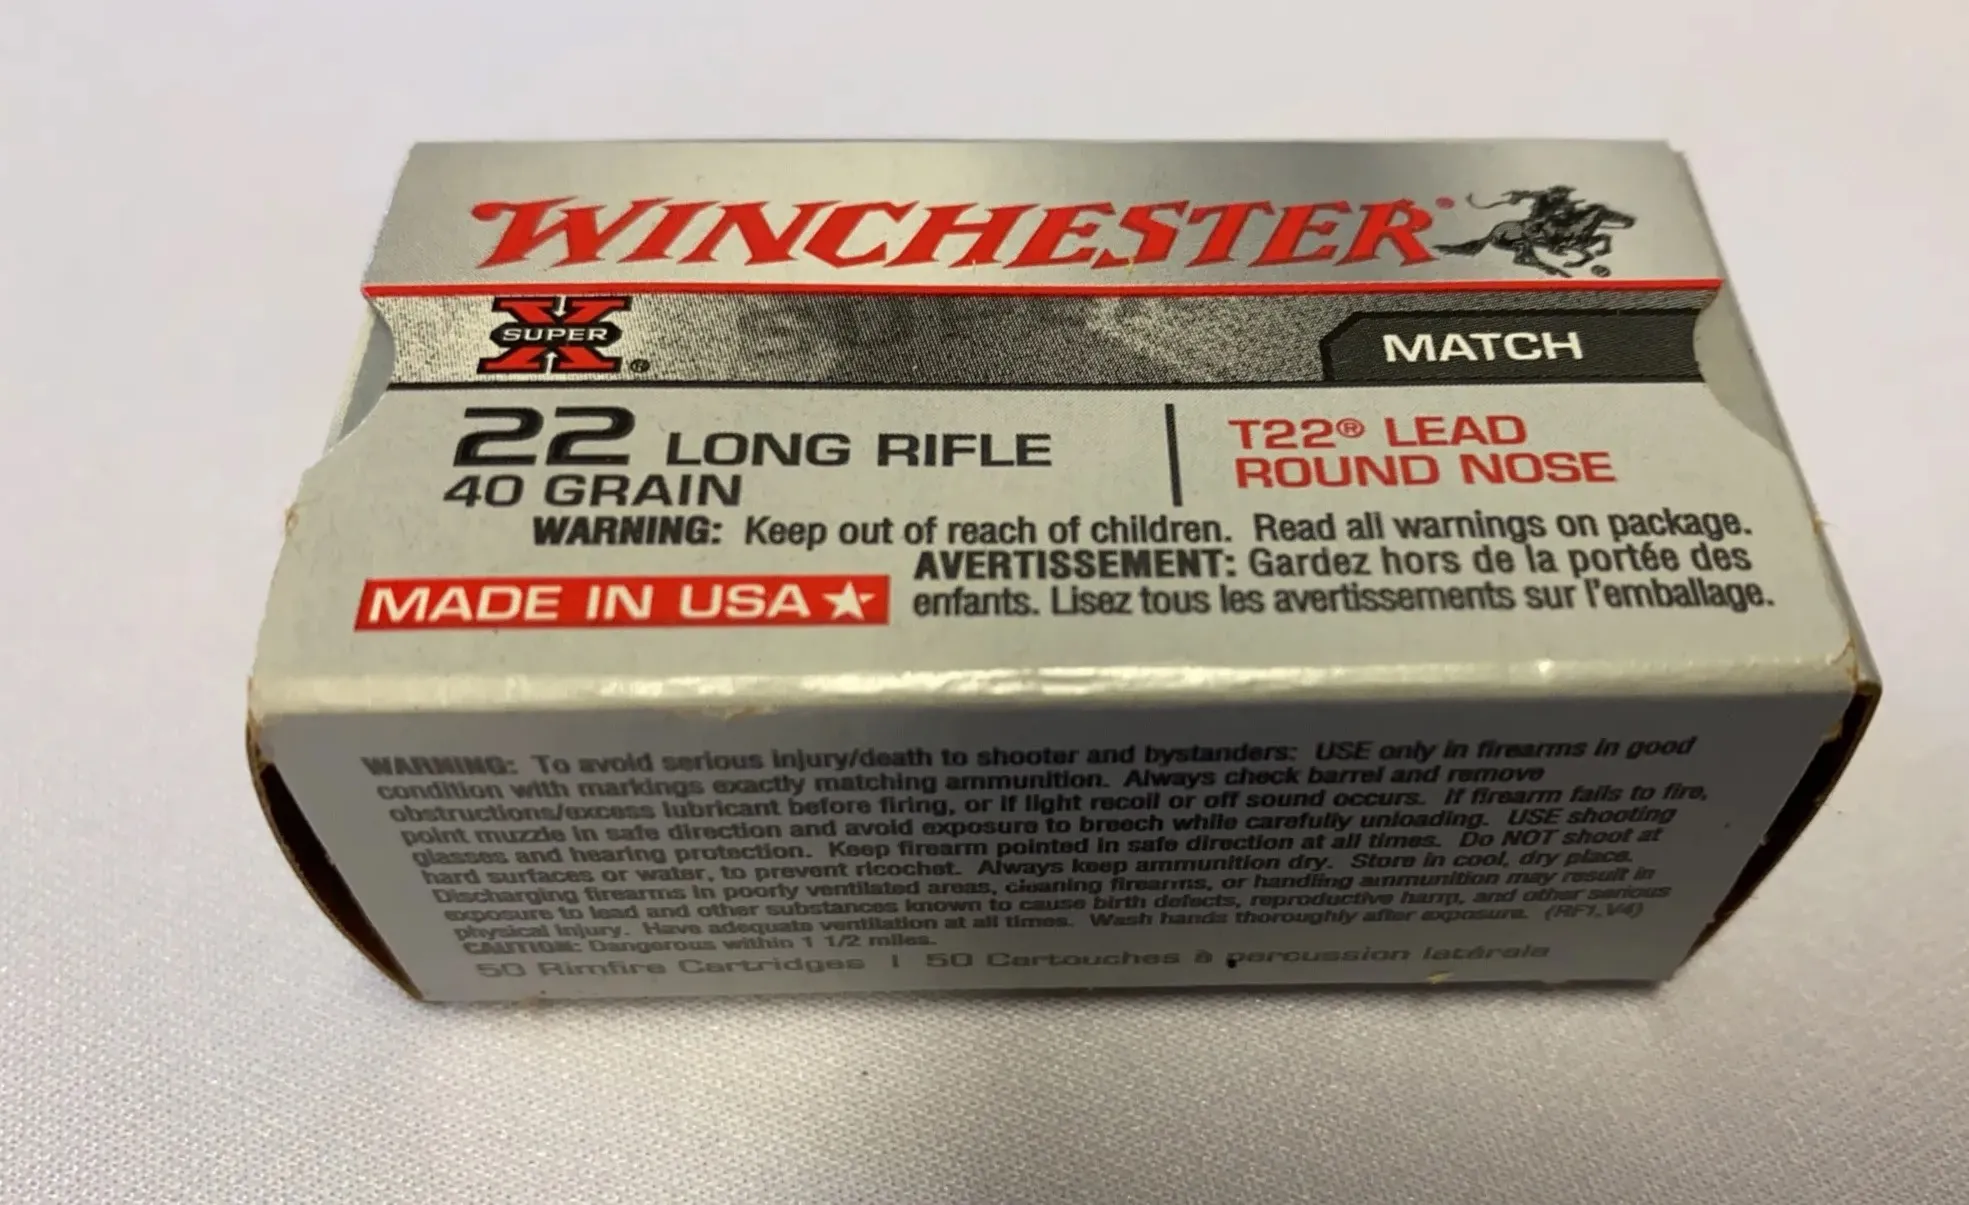 WINCHESTER®
SUPER X®
MATCH
22 LONG RIFLE
40 GRAIN
T22® LEAD
ROUND NOSE
WARNING: Keep out of reach of children. Read all warnings on package.
AVERTISSEMENT: Gardez hors de la portée des
enfants. Lisez tous les avertissements sur l'emballage.
MADE IN USA
WARNING: To avoid serious injury/death to shooter and bystanders: USE only in firearms in good
condition with markings exactly matching ammunition. Always check barrel and remove
obstructions/excess lubricant before firing, or if light recoil or off sound occurs. If firearm fails to fire,
point muzzle in safe direction and avoid exposure to breech while carefully unloading. USE shooting
glasses and hearing protection. Keep firearm pointed in safe direction at all times. Do NOT shoot at
hard surfaces or water, to prevent ricochet. Always keep ammunition dry. Store in cool, dry place.
Discharging firearms in poorly ventilated areas, cleaning firearms, or handling ammunition may result in
exposure to lead and other substances known to cause birth defects, reproductive harm, and other serious
physical injury. Have adequate ventilation at all times. Wash hands thoroughly after exposure. (RF1.V4)
CAUTION: Dangerous within 1 1/2 miles.
50 Rimfire Cartridges | 50 Cartouches à percussion latérale